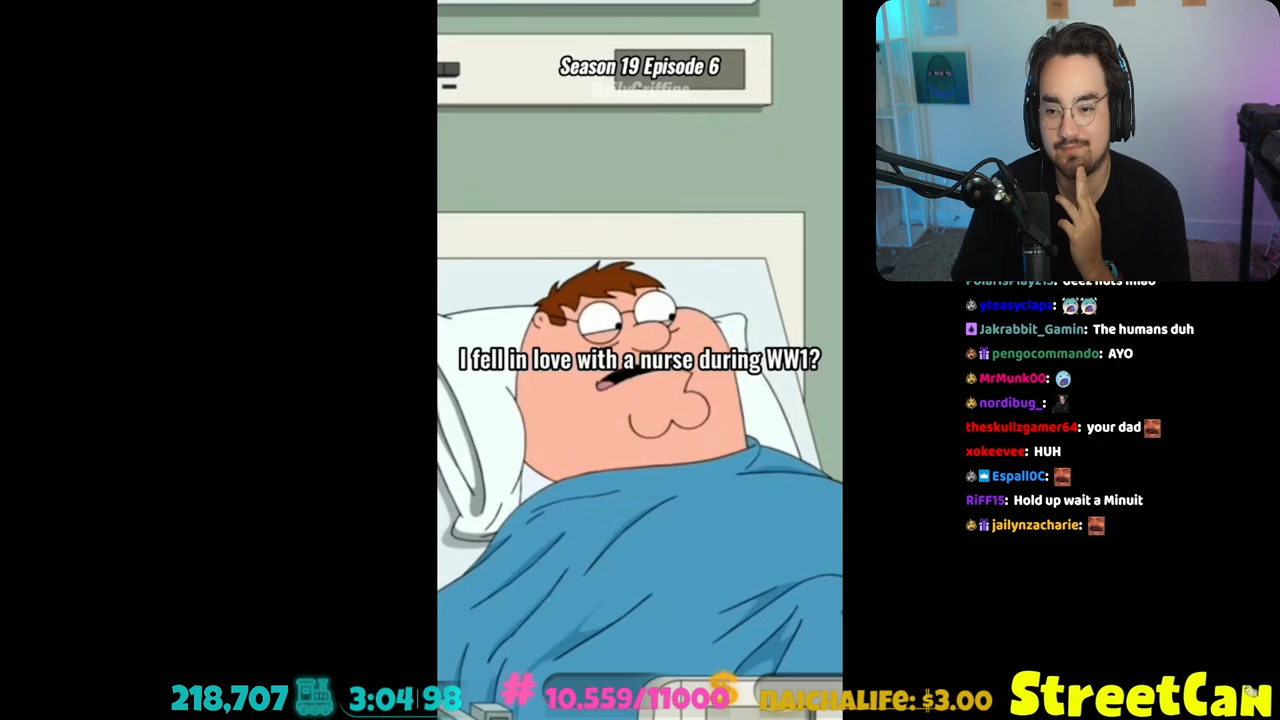 Season 19 Episode 6
DailyGriffins
I fell in love with a nurse during WW1?
yteasyclapz:
Jakrabbit_Gamin: The humans duh
pengocommando: AYO
MrMunk00:
nordibug_:
theskullzgamer64: your dad
xokeevee: HUH
Espall0C:
RiFF15: Hold up wait a Minuit
jailynzacharie:
218,707
3:04
98
# 10,559/11000
$ NAICHALIFE: $3.00
StreetCan